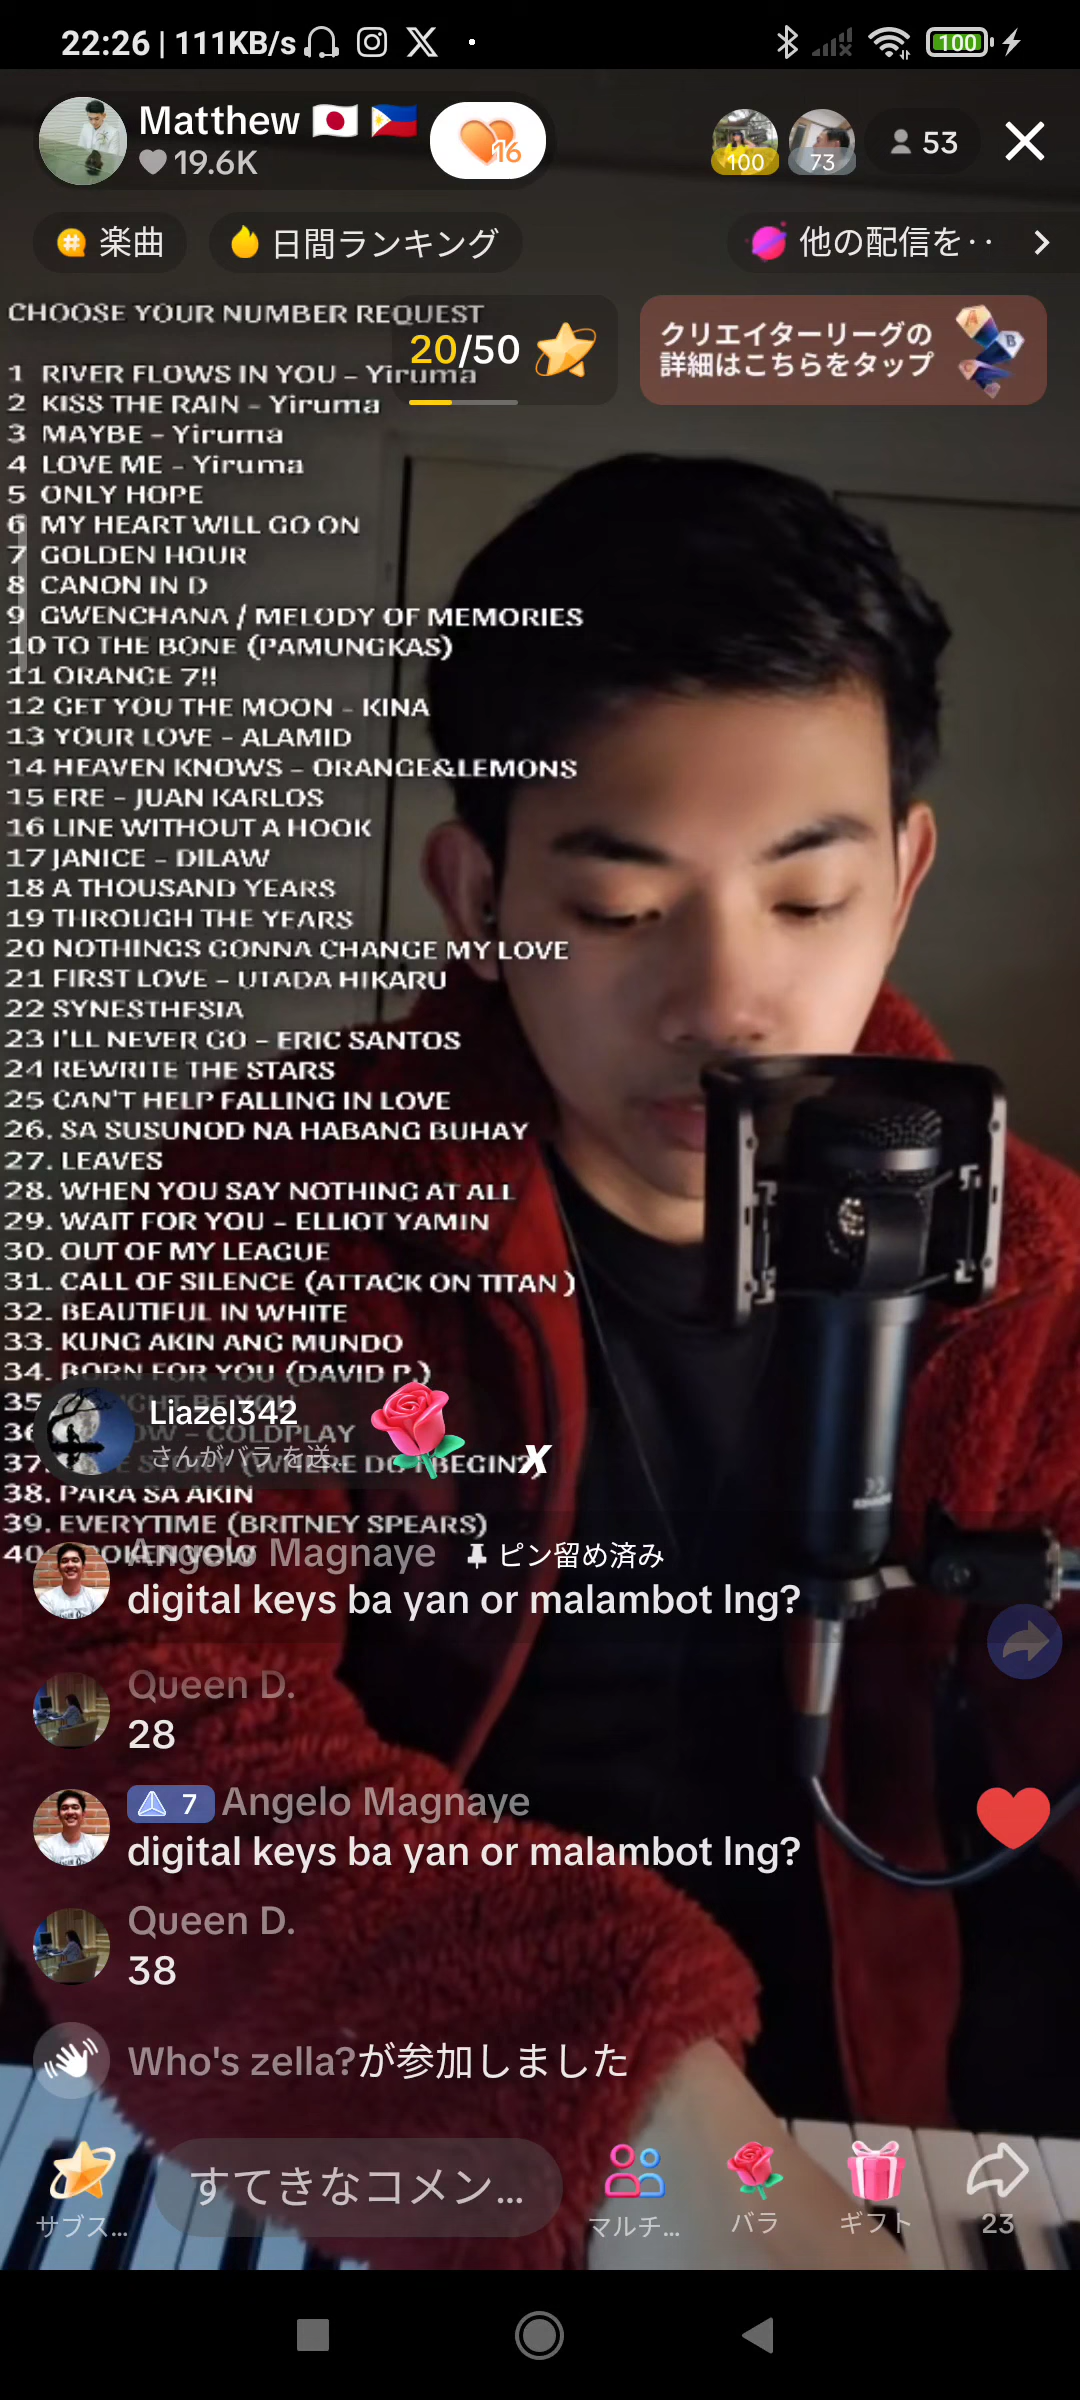 22:26 | 111KB/s
100
Matthew 🇯🇵 🇵🇭
19.6K
16
100
73
53
楽曲
日間ランキング
他の配信を‥
CHOOSE YOUR NUMBER REQUEST
20/50
クリエイターリーグの
詳細はこちらをタップ
1 RIVER FLOWS IN YOU - Yiruma
2 KISS THE RAIN - Yiruma
3 MAYBE - Yiruma
4 LOVE ME - Yiruma
5 ONLY HOPE
6 MY HEART WILL GO ON
7 GOLDEN HOUR
8 CANON IN D
9 GWENCHANA / MELODY OF MEMORIES
10 TO THE BONE (PAMUNGKAS)
11 ORANGE 7!!
12 GET YOU THE MOON - KINA
13 YOUR LOVE - ALAMID
14 HEAVEN KNOWS - ORANGE&LEMONS
15 ERE - JUAN KARLOS
16 LINE WITHOUT A HOOK
17 JANICE - DILAW
18 A THOUSAND YEARS
19 THROUGH THE YEARS
20 NOTHINGS GONNA CHANGE MY LOVE
21 FIRST LOVE - UTADA HIKARU
22 SYNESTHESIA
23 I'LL NEVER GO - ERIC SANTOS
24 REWRITE THE STARS
25 CAN'T HELP FALLING IN LOVE
26. SA SUSUNOD NA HABANG BUHAY
27. LEAVES
28. WHEN YOU SAY NOTHING AT ALL
29. WAIT FOR YOU - ELLIOT YAMIN
30. OUT OF MY LEAGUE
31. CALL OF SILENCE (ATTACK ON TITAN )
32. BEAUTIFUL IN WHITE
33. KUNG AKIN ANG MUNDO
34. BORN FOR YOU (DAVID P.)
35 BE YOU
Liazel342
36 - COLDPLAY
さんがバラ を送...
x
37. STORY (WHERE DO I BEGIN?)
38. PARA SA AKIN
39. EVERYTIME (BRITNEY SPEARS)
40
Angelo Magnaye ピン留め済み
digital keys ba yan or malambot lng?
Queen D.
28
7 Angelo Magnaye
digital keys ba yan or malambot lng?
Queen D.
38
Who's zella?が参加しました
すてきなコメン...
サブス...
マルチ...
バラ
ギフト
23